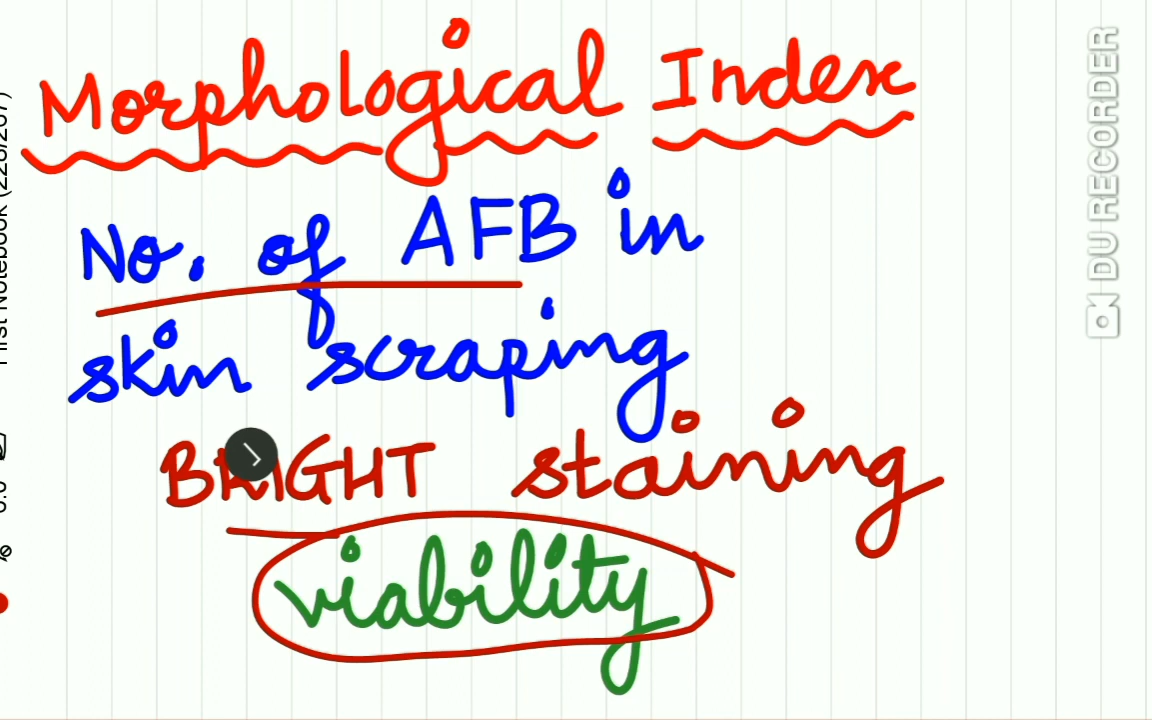 Morphological Index
No. of AFB in
skin scraping
BRIGHT staining
viability
DU RECORDER